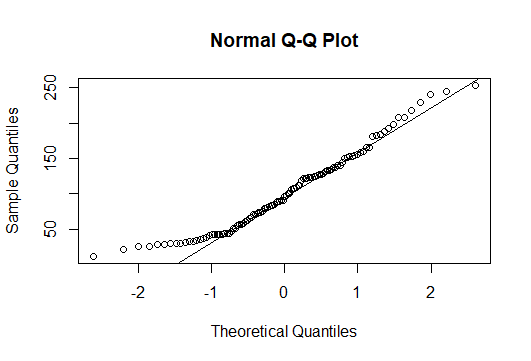 Normal Q-Q Plot
Sample Quantiles
250
150
50
-2 -1 0 1 2
Theoretical Quantiles